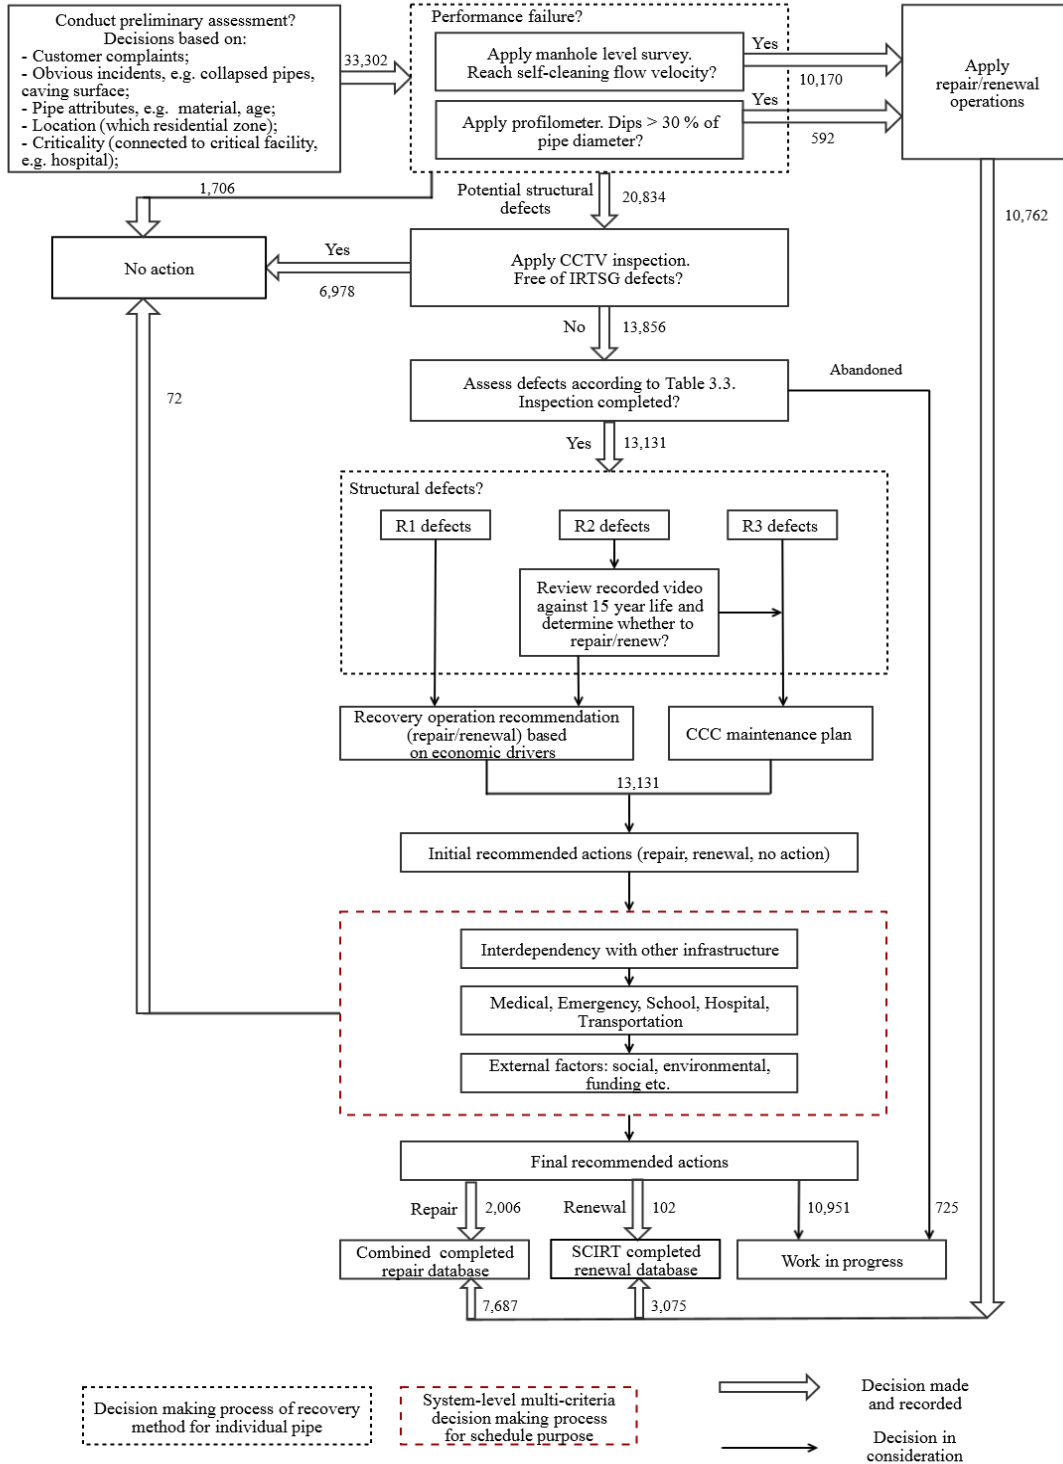 Conduct preliminary assessment?
Decisions based on:
- Customer complaints;
- Obvious incidents, e.g. collapsed pipes,
caving surface;
- Pipe attributes, e.g. material, age;
- Location (which residential zone);
- Criticality (connected to critical facility,
e.g. hospital);
33,302
Performance failure?
Apply manhole level survey.
Reach self-cleaning flow velocity?
Yes
10,170
Apply profilometer. Dips > 30 % of
pipe diameter?
Yes
592
Apply
repair/renewal
operations
1,706
Potential structural
defects
20,834
10,762
No action
Yes
6,978
Apply CCTV inspection.
Free of IRTSG defects?
No
13,856
72
Assess defects according to Table 3.3.
Inspection completed?
Abandoned
Yes
13,131
Structural defects?
R1 defects
R2 defects
R3 defects
Review recorded video
against 15 year life and
determine whether to
repair/renew?
Recovery operation recommendation
(repair/renewal) based
on economic drivers
CCC maintenance plan
13,131
Initial recommended actions (repair, renewal, no action)
Interdependency with other infrastructure
Medical, Emergency, School, Hospital,
Transportation
External factors: social, environmental,
funding etc.
Final recommended actions
Repair
2,006
Renewal
102
10,951
725
Combined completed
repair database
SCIRT completed
renewal database
Work in progress
7,687
3,075
Decision making process of recovery
method for individual pipe
System-level multi-criteria
decision making process
for schedule purpose
Decision made
and recorded
Decision in
consideration